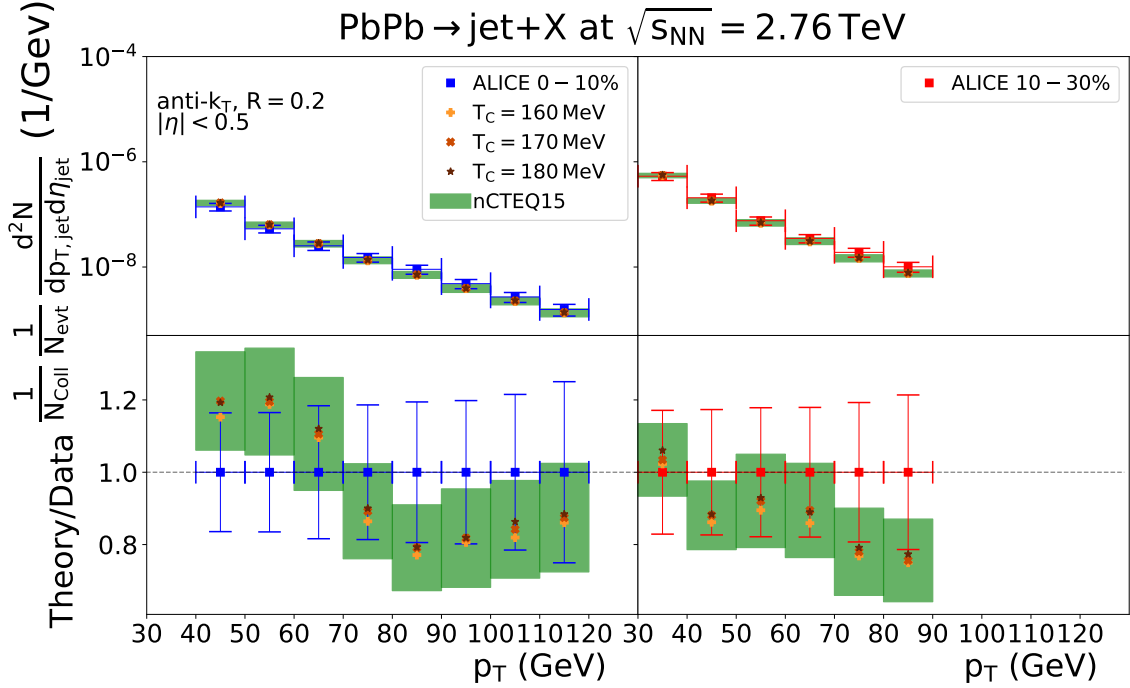 PbPb → jet+X at √s_NN = 2.76 TeV
1/N_Coll 1/N_evt d²N/dp_T,jet dη_jet (1/Gev)
10⁻⁴
10⁻⁶
10⁻⁸
anti-k_T, R = 0.2
|η| < 0.5
ALICE 0 − 10%
T_C = 160 MeV
T_C = 170 MeV
T_C = 180 MeV
nCTEQ15
ALICE 10 − 30%
Theory/Data
1.2
1.0
0.8
30 40 50 60 70 80 90 100 110 120
p_T (GeV)
30 40 50 60 70 80 90 100 110 120
p_T (GeV)